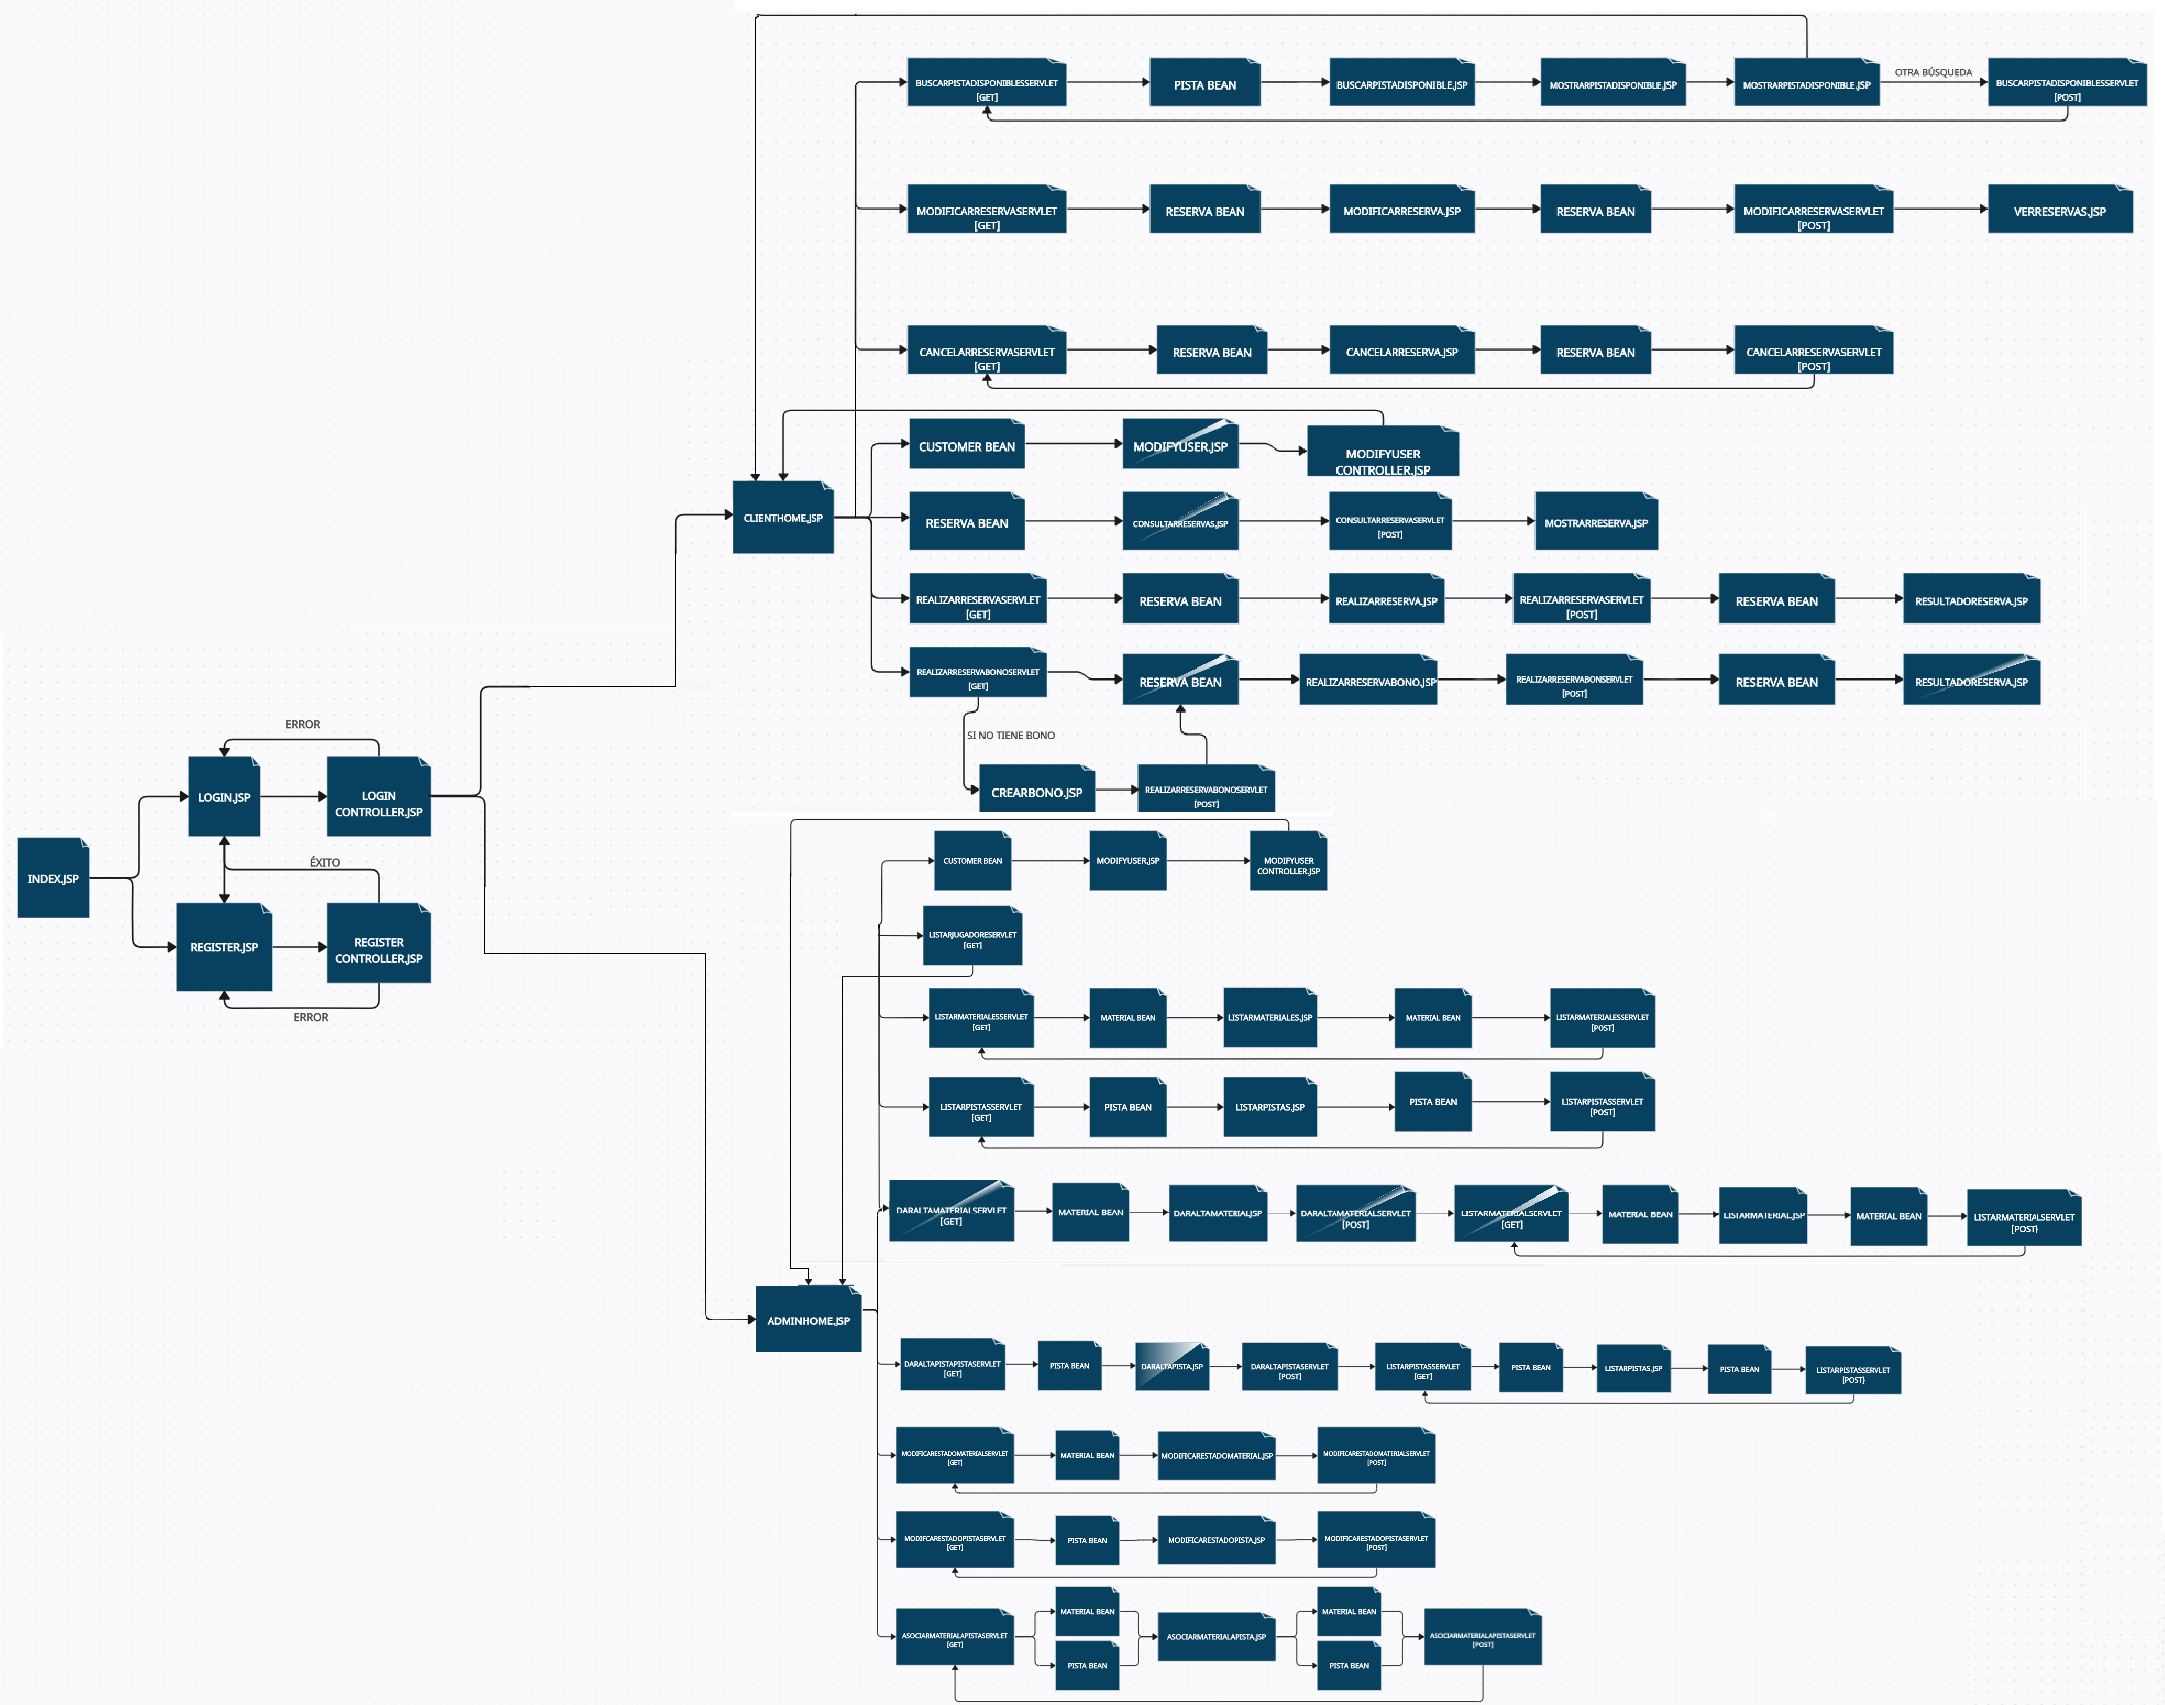 BUSCARPISTADISPONIBLESSERVLET
[GET]
PISTA BEAN
BUSCARPISTADISPONIBLE.JSP
MOSTRARPISTADISPONIBLE.JSP
MOSTRARPISTADISPONIBLE.JSP
OTRA BÚSQUEDA
BUSCARPISTADISPONIBLESSERVLET
[POST]
MODIFICARRESERVASERVLET
[GET]
RESERVA BEAN
MODIFICARRESERVA.JSP
RESERVA BEAN
MODIFICARRESERVASERVLET
[POST]
VERRESERVAS.JSP
CANCELARRESERVASERVLET
[GET]
RESERVA BEAN
CANCELARRESERVA.JSP
RESERVA BEAN
CANCELARRESERVASERVLET
[POST]
CUSTOMER BEAN
MODIFYUSER.JSP
MODIFYUSER
CONTROLLER.JSP
CLIENTHOME.JSP
RESERVA BEAN
CONSULTARRESERVAS.JSP
CONSULTARRESERVASERVLET
[POST]
MOSTRARRESERVA.JSP
REALIZARRESERVASERVLET
[GET]
RESERVA BEAN
REALIZARRESERVA.JSP
REALIZARRESERVASERVLET
[POST]
RESERVA BEAN
RESULTADORESERVA.JSP
REALIZARRESERVABONOSERVLET
[GET]
RESERVA BEAN
REALIZARRESERVABONO.JSP
REALIZARRESERVABONSERVLET
[POST]
RESERVA BEAN
RESULTADORESERVA.JSP
SI NO TIENE BONO
CREARBONO.JSP
REALIZARRESERVABONOSERVLET
[POST]
ERROR
LOGIN.JSP
LOGIN
CONTROLLER.JSP
INDEX.JSP
ÉXITO
REGISTER.JSP
REGISTER
CONTROLLER.JSP
ERROR
CUSTOMER BEAN
MODIFYUSER.JSP
MODIFYUSER
CONTROLLER.JSP
LISTARJUGADORESERVLET
[GET]
LISTARMATERIALESSERVLET
[GET]
MATERIAL BEAN
LISTARMATERIALES.JSP
MATERIAL BEAN
LISTARMATERIALESSERVLET
[POST]
LISTARPISTASSERVLET
[GET]
PISTA BEAN
LISTARPISTAS.JSP
PISTA BEAN
LISTARPISTASSERVLET
[POST]
DARALTAMATERIALSERVLET
[GET]
MATERIAL BEAN
DARALTAMATERIAL.JSP
DARALTAMATERIALSERVLET
[POST]
LISTARMATERIALSERVLET
[GET]
MATERIAL BEAN
LISTARMATERIAL.JSP
MATERIAL BEAN
LISTARMATERIALSERVLET
[POST}
ADMINHOME.JSP
DARALTAPISTAPISTASERVLET
[GET]
PISTA BEAN
DARALTAPISTA.JSP
DARALTAPISTASERVLET
[POST]
LISTARPISTASSERVLET
[GET]
PISTA BEAN
LISTARPISTAS.JSP
PISTA BEAN
LISTARPISTASSERVLET
[POST}
MODIFICARESTADOMATERIALSERVLET
[GET]
MATERIAL BEAN
MODIFICARESTADOMATERIAL.JSP
MODIFICARESTADOMATERIALSERVLET
[POST]
MODIFCARESTADOPISTASERVLET
[GET]
PISTA BEAN
MODIFICARESTADOPISTA.JSP
MODIFICARESTADOPISTASERVLET
[POST]
ASOCIARMATERIALAPISTASERVLET
[GET]
MATERIAL BEAN
PISTA BEAN
ASOCIARMATERIALAPISTA.JSP
MATERIAL BEAN
PISTA BEAN
ASOCIARMATERIALAPISTASERVLET
[POST]